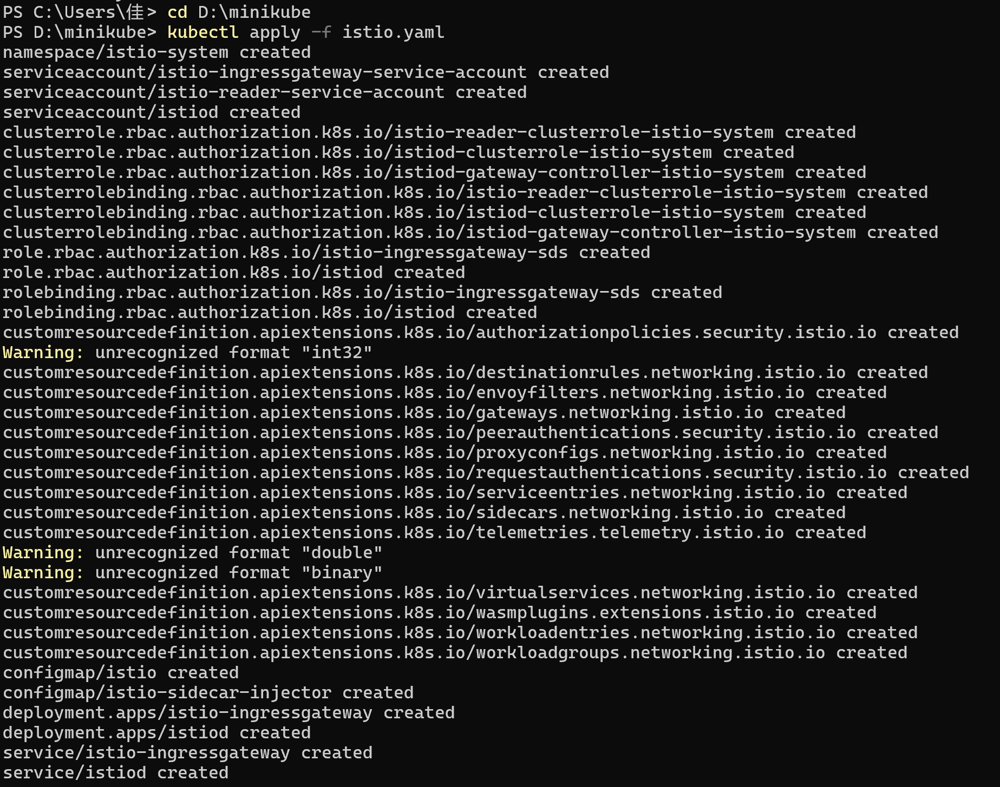 PS C:\Users\佳> cd D:\minikube
PS D:\minikube> kubectl apply -f istio.yaml
namespace/istio-system created
serviceaccount/istio-ingressgateway-service-account created
serviceaccount/istio-reader-service-account created
serviceaccount/istiod created
clusterrole.rbac.authorization.k8s.io/istio-reader-clusterrole-istio-system created
clusterrole.rbac.authorization.k8s.io/istiod-clusterrole-istio-system created
clusterrole.rbac.authorization.k8s.io/istiod-gateway-controller-istio-system created
clusterrolebinding.rbac.authorization.k8s.io/istio-reader-clusterrole-istio-system created
clusterrolebinding.rbac.authorization.k8s.io/istiod-clusterrole-istio-system created
clusterrolebinding.rbac.authorization.k8s.io/istiod-gateway-controller-istio-system created
role.rbac.authorization.k8s.io/istio-ingressgateway-sds created
role.rbac.authorization.k8s.io/istiod created
rolebinding.rbac.authorization.k8s.io/istio-ingressgateway-sds created
rolebinding.rbac.authorization.k8s.io/istiod created
customresourcedefinition.apiextensions.k8s.io/authorizationpolicies.security.istio.io created
Warning: unrecognized format "int32"
customresourcedefinition.apiextensions.k8s.io/destinationrules.networking.istio.io created
customresourcedefinition.apiextensions.k8s.io/envoyfilters.networking.istio.io created
customresourcedefinition.apiextensions.k8s.io/gateways.networking.istio.io created
customresourcedefinition.apiextensions.k8s.io/peerauthentications.security.istio.io created
customresourcedefinition.apiextensions.k8s.io/proxyconfigs.networking.istio.io created
customresourcedefinition.apiextensions.k8s.io/requestauthentications.security.istio.io created
customresourcedefinition.apiextensions.k8s.io/serviceentries.networking.istio.io created
customresourcedefinition.apiextensions.k8s.io/sidecars.networking.istio.io created
customresourcedefinition.apiextensions.k8s.io/telemetries.telemetry.istio.io created
Warning: unrecognized format "double"
Warning: unrecognized format "binary"
customresourcedefinition.apiextensions.k8s.io/virtualservices.networking.istio.io created
customresourcedefinition.apiextensions.k8s.io/wasmplugins.extensions.istio.io created
customresourcedefinition.apiextensions.k8s.io/workloadentries.networking.istio.io created
customresourcedefinition.apiextensions.k8s.io/workloadgroups.networking.istio.io created
configmap/istio created
configmap/istio-sidecar-injector created
deployment.apps/istio-ingressgateway created
deployment.apps/istiod created
service/istio-ingressgateway created
service/istiod created